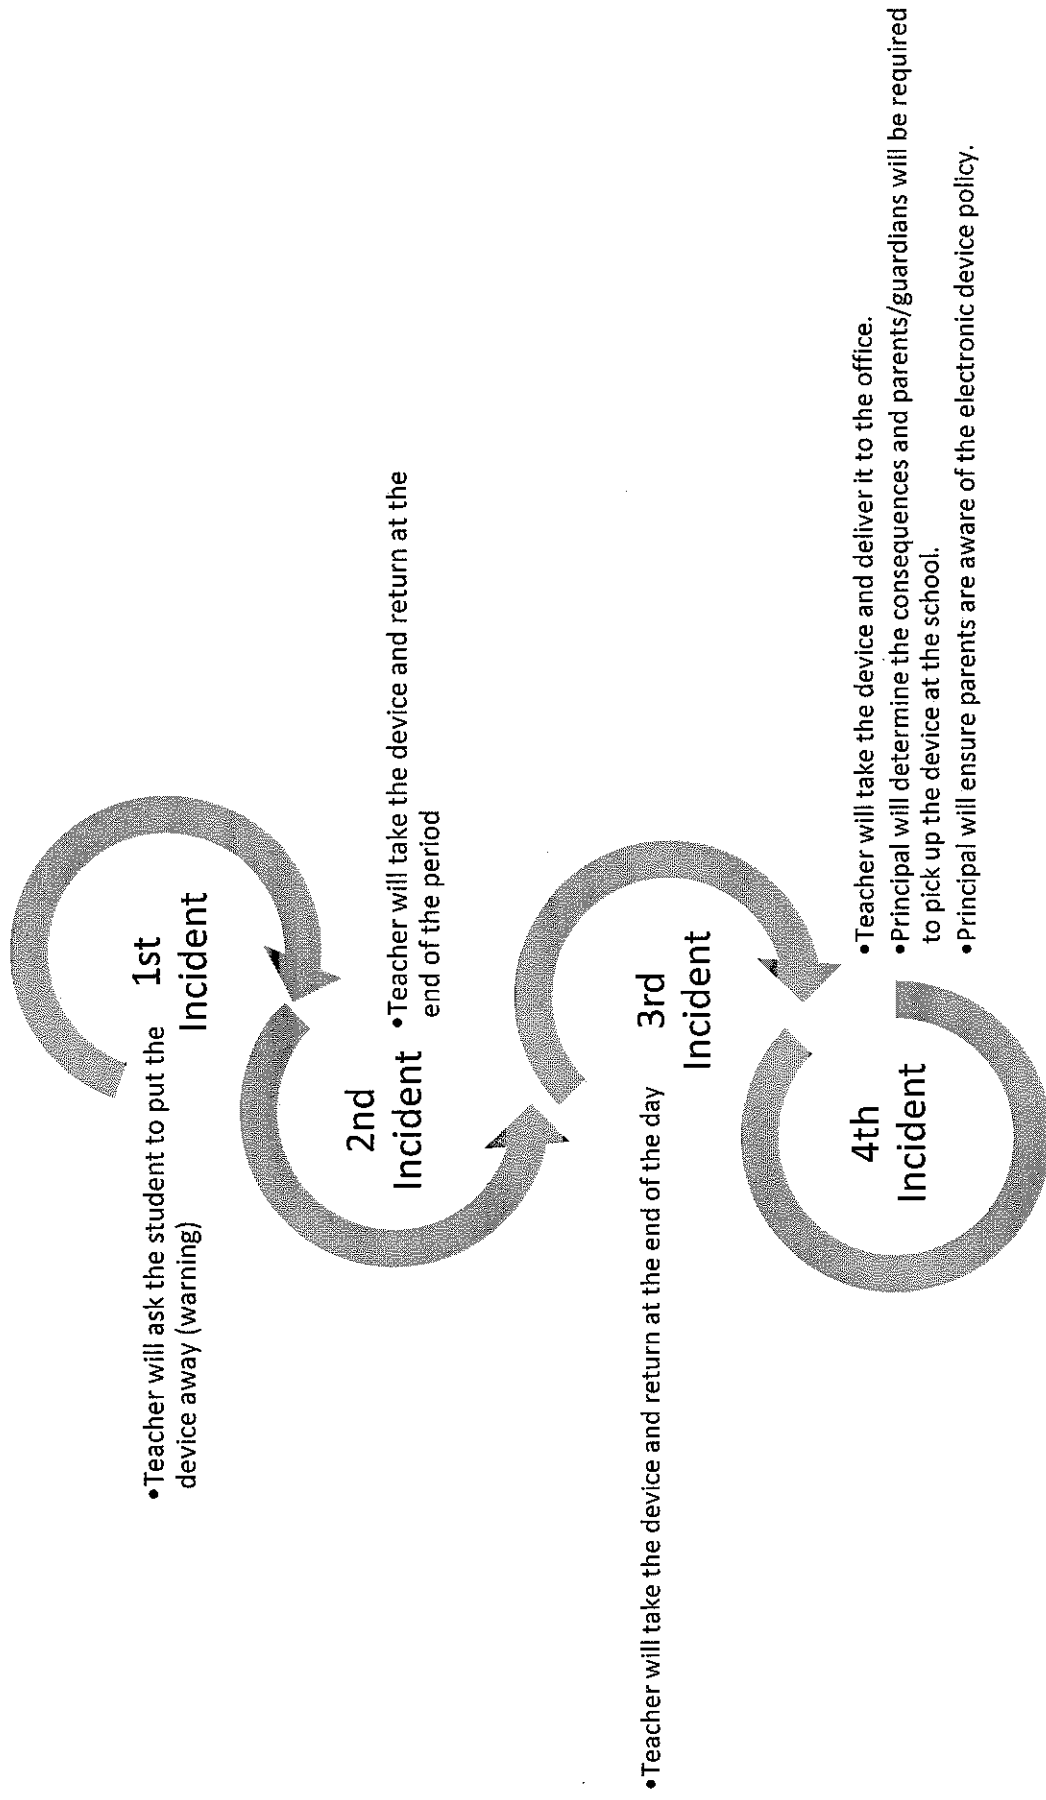 1st
Incident
•Teacher will ask the student to put the
device away (warning)
2nd
Incident
•Teacher will take the device and return at the
end of the period
3rd
Incident
•Teacher will take the device and return at the end of the day
4th
Incident
•Teacher will take the device and deliver it to the office.
•Principal will determine the consequences and parents/guardians will be required
to pick up the device at the school.
•Principal will ensure parents are aware of the electronic device policy.